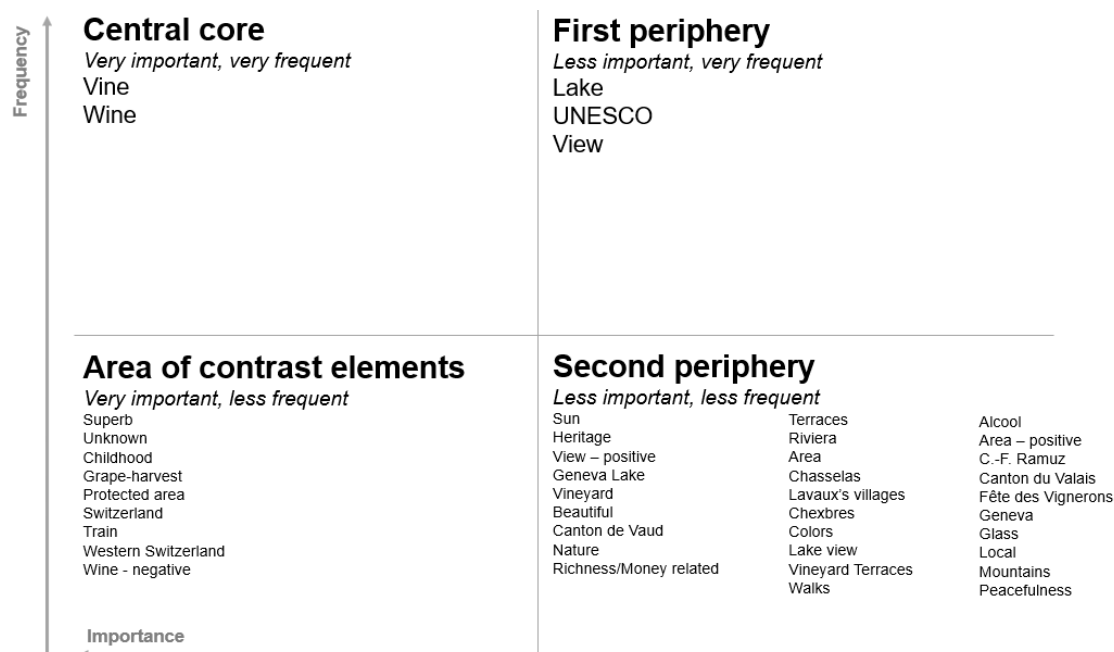 Frequency
Central core
Very important, very frequent
Vine
Wine
First periphery
Less important, very frequent
Lake
UNESCO
View
Area of contrast elements
Very important, less frequent
Superb
Unknown
Childhood
Grape-harvest
Protected area
Switzerland
Train
Western Switzerland
Wine - negative
Second periphery
Less important, less frequent
Sun
Heritage
View – positive
Geneva Lake
Vineyard
Beautiful
Canton de Vaud
Nature
Richness/Money related
Terraces
Riviera
Area
Chasselas
Lavaux's villages
Chexbres
Colors
Lake view
Vineyard Terraces
Walks
Alcool
Area – positive
C.-F. Ramuz
Canton du Valais
Fête des Vignerons
Geneva
Glass
Local
Mountains
Peacefulness
Importance